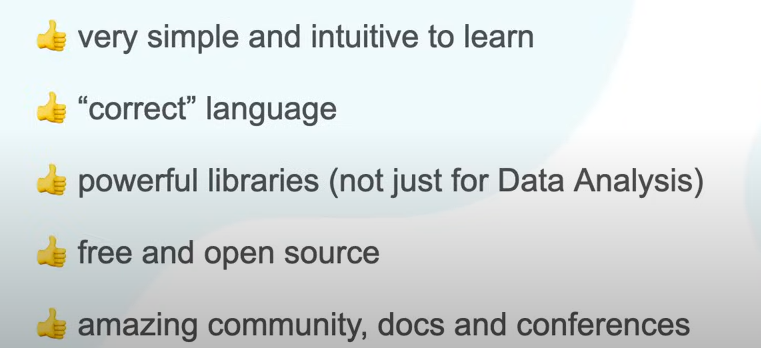 👍 very simple and intuitive to learn
👍 “correct” language
👍 powerful libraries (not just for Data Analysis)
👍 free and open source
👍 amazing community, docs and conferences